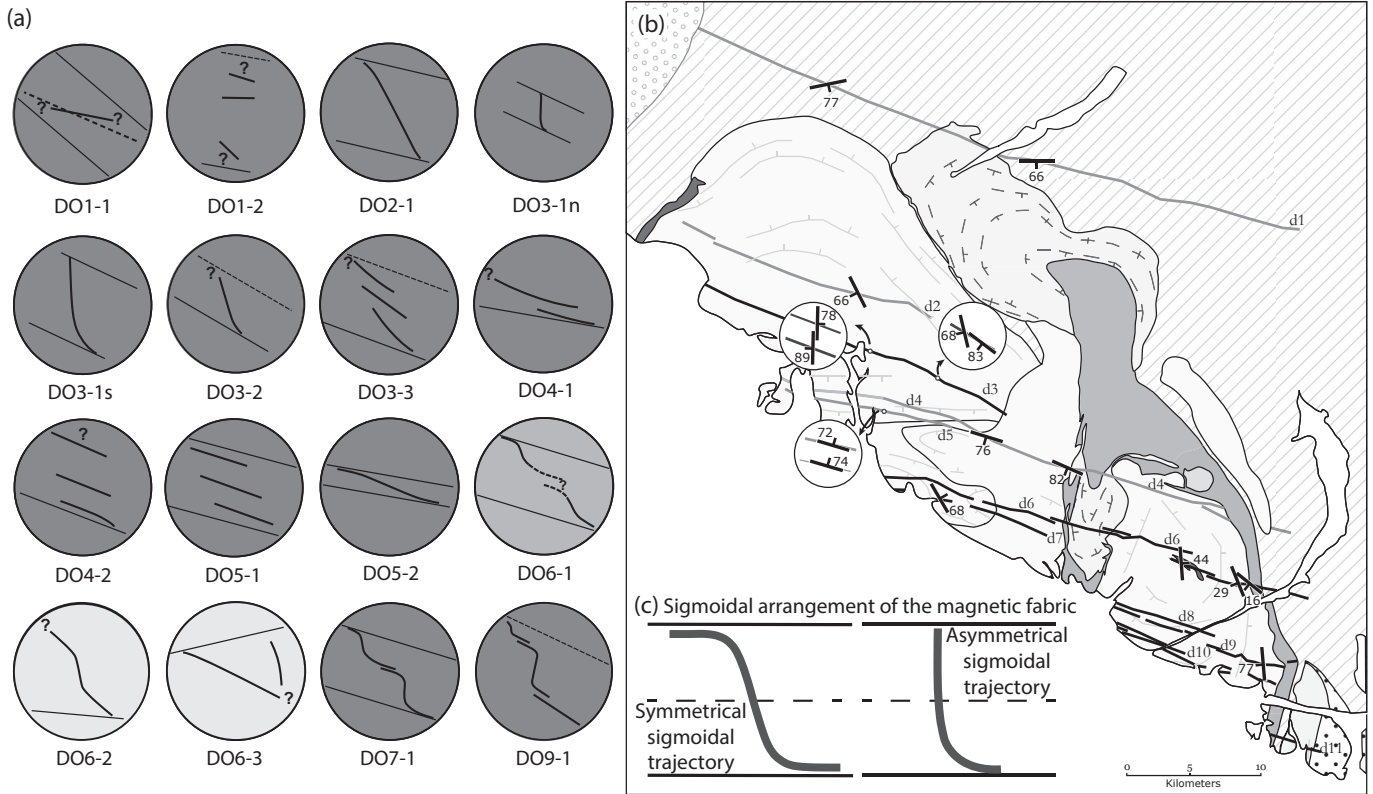 (a)
?
?
DO1-1
?
?
DO1-2
DO2-1
DO3-1n
DO3-1s
?
DO3-2
?
DO3-3
?
DO4-1
?
DO4-2
DO5-1
DO5-2
?
DO6-1
?
DO6-2
?
DO6-3
DO7-1
DO9-1
(b)
77
66
d1
66
d2
78
89
68
83
d3
d4
d5
72
74
76
82
d4
68
d6
d7
d6
44
29
16
d8
d9
d10
77
d11
(c) Sigmoidal arrangement of the magnetic fabric
Symmetrical
sigmoidal
trajectory
Asymmetrical
sigmoidal
trajectory
0 5 10
Kilometers